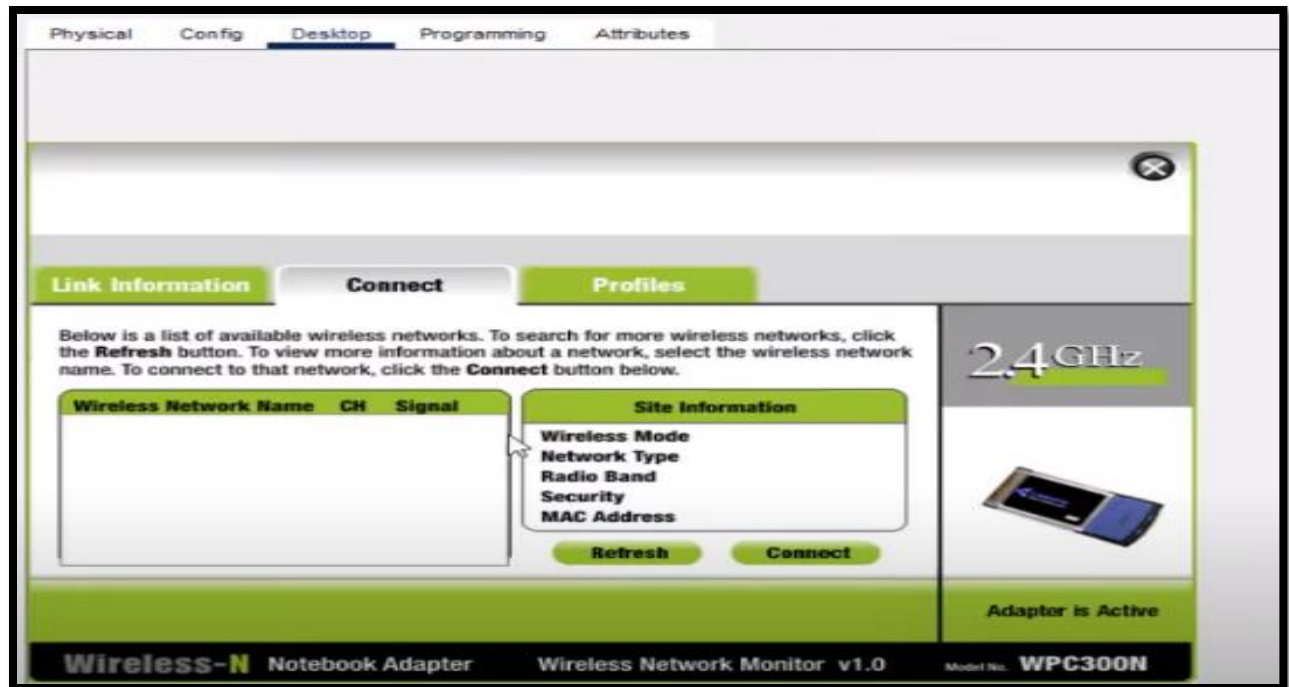 Physical Config Desktop Programming Attributes
Link Information Connect Profiles
Below is a list of available wireless networks. To search for more wireless networks, click
the Refresh button. To view more information about a network, select the wireless network
name. To connect to that network, click the Connect button below.
2.4GHz
Wireless Network Name CH Signal
Site Information
Wireless Mode
Network Type
Radio Band
Security
MAC Address
Refresh Connect
Adapter is Active
Wireless-N Notebook Adapter Wireless Network Monitor v1.0 Model No. WPC300N